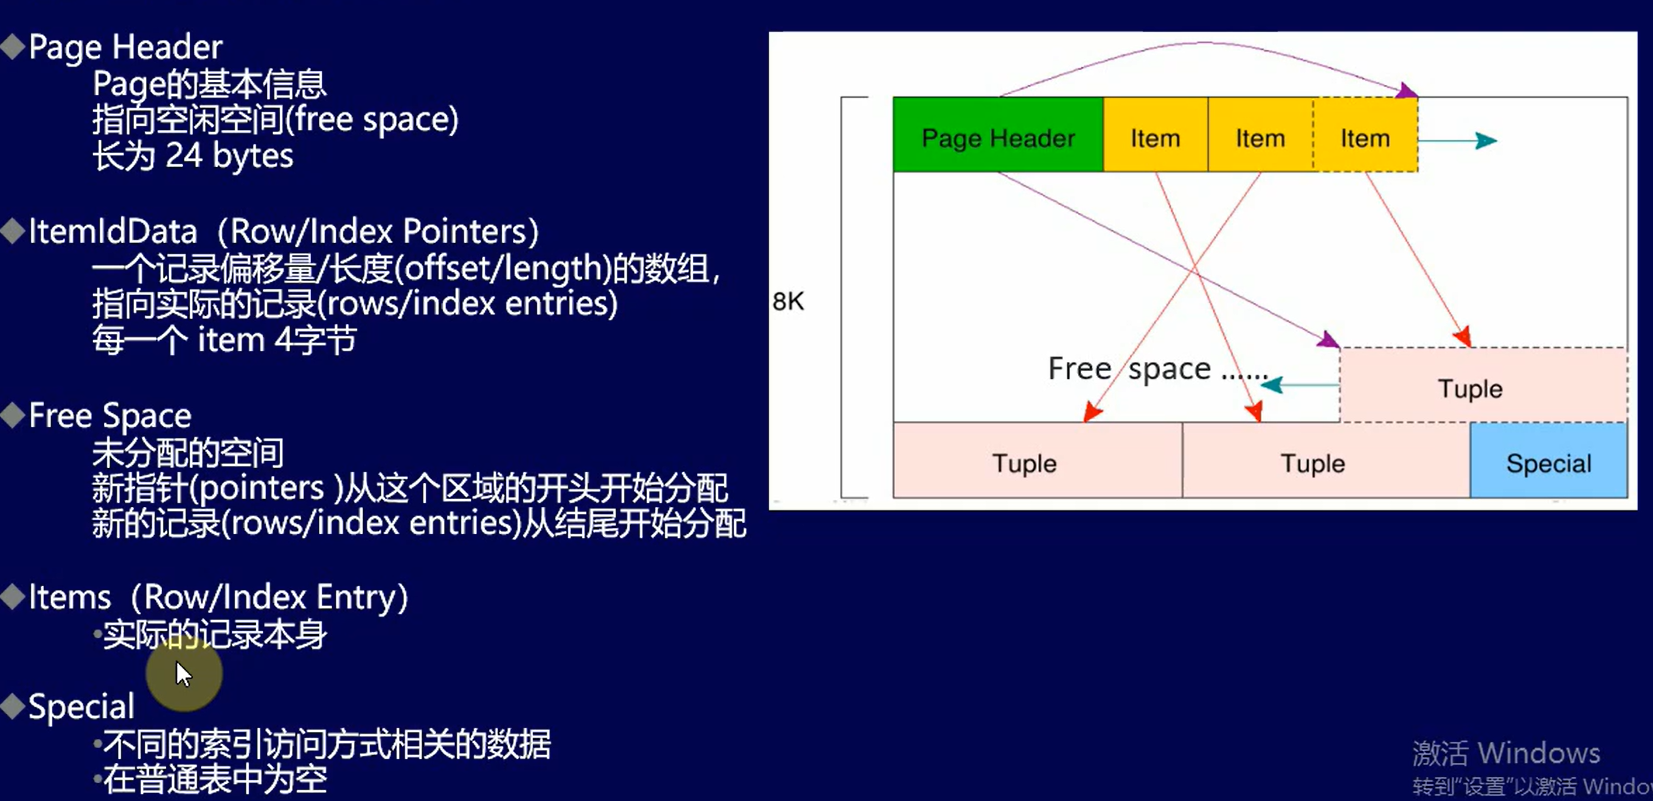 Page Header
Page的基本信息
指向空闲空间(free space)
长为 24 bytes
ItemIdData（Row/Index Pointers）
一个记录偏移量/长度(offset/length)的数组，
指向实际的记录(rows/index entries)
每一个 item 4字节
Free Space
未分配的空间
新指针(pointers )从这个区域的开头开始分配
新的记录(rows/index entries)从结尾开始分配
Items（Row/Index Entry）
•实际的记录本身
Special
•不同的索引访问方式相关的数据
•在普通表中为空
Page Header
Item
Item
Item
8K
Free space ......
Tuple
Tuple
Tuple
Special
激活 Windows
转到"设置"以激活 Windo